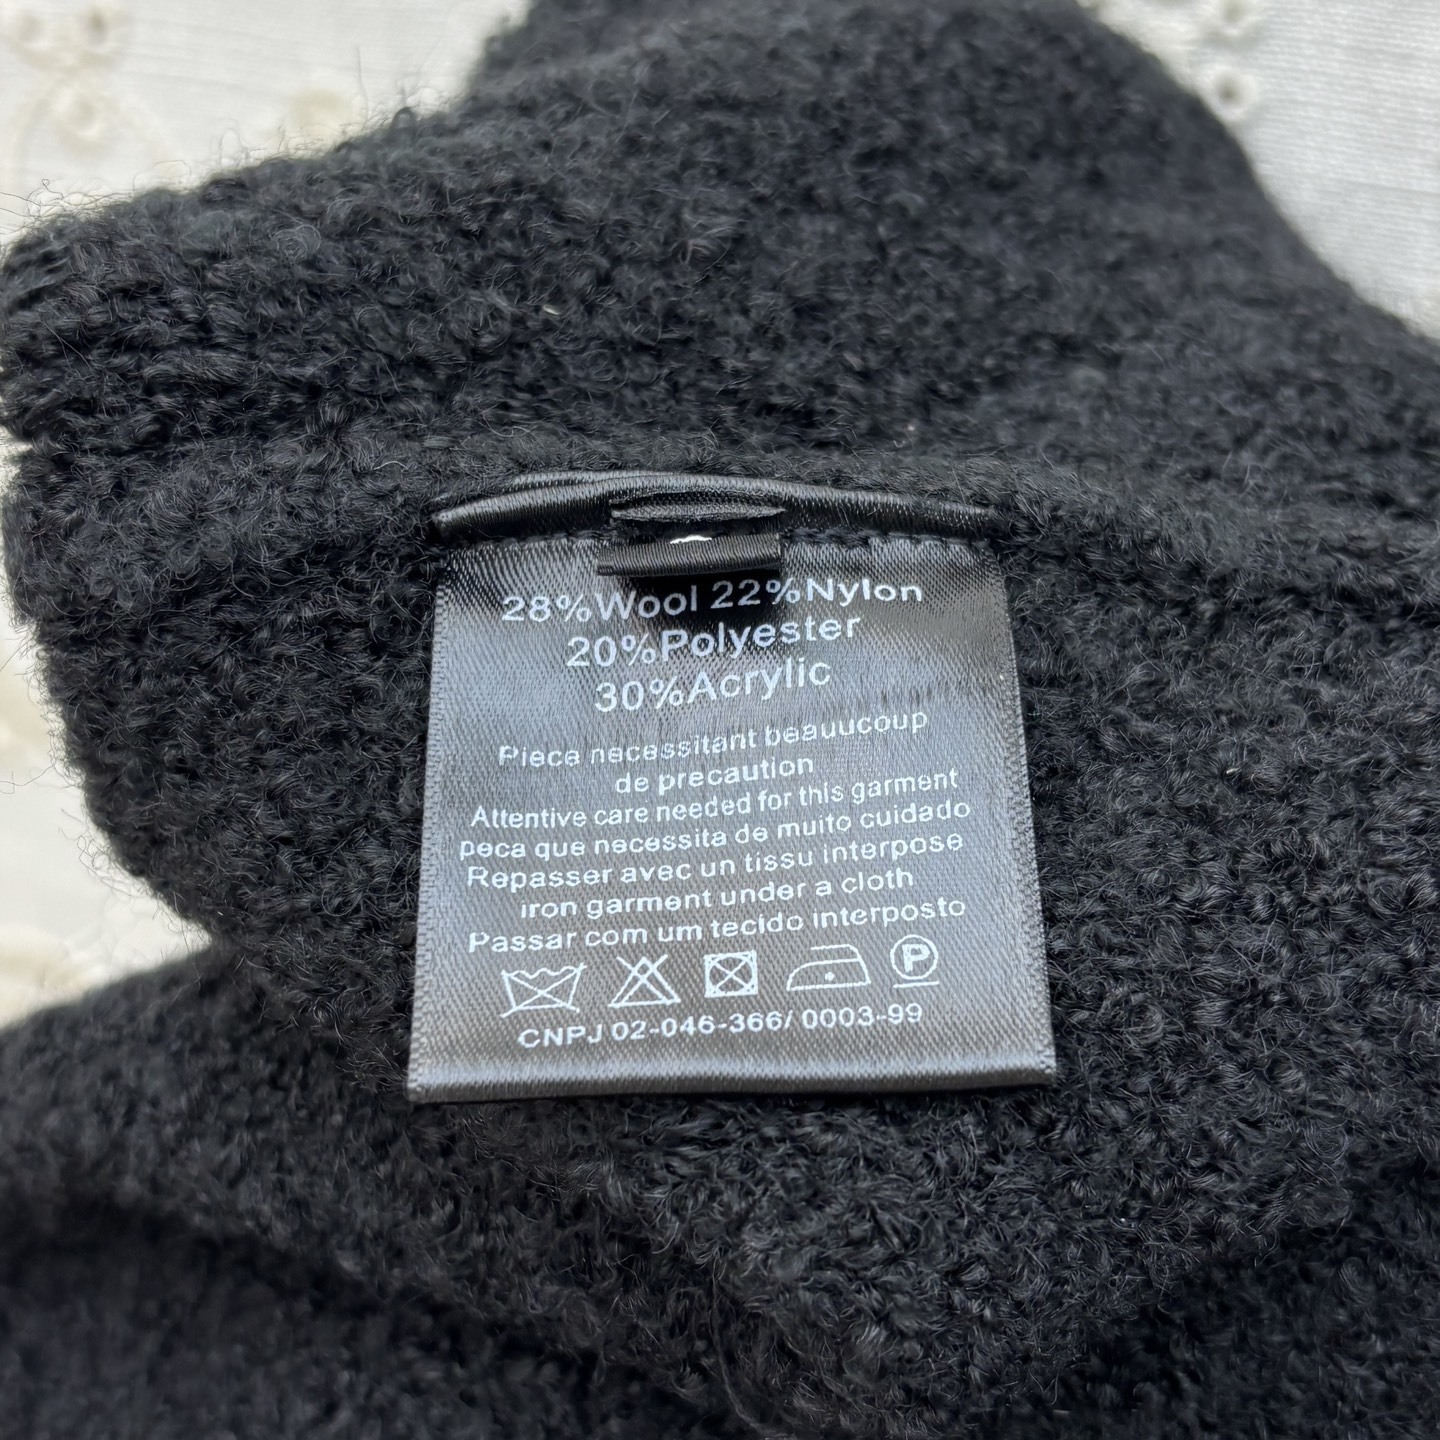 28%Wool 22%Nylon
20%Polyester
30%Acrylic
Piece necessitant beauucoup
de precaution
Attentive care needed for this garment
peca que necessita de muito cuidado
Repasser avec un tissu interpose
iron garment under a cloth
Passar com um tecido interposto
P
CNPJ 02-046-366/ 0003-99